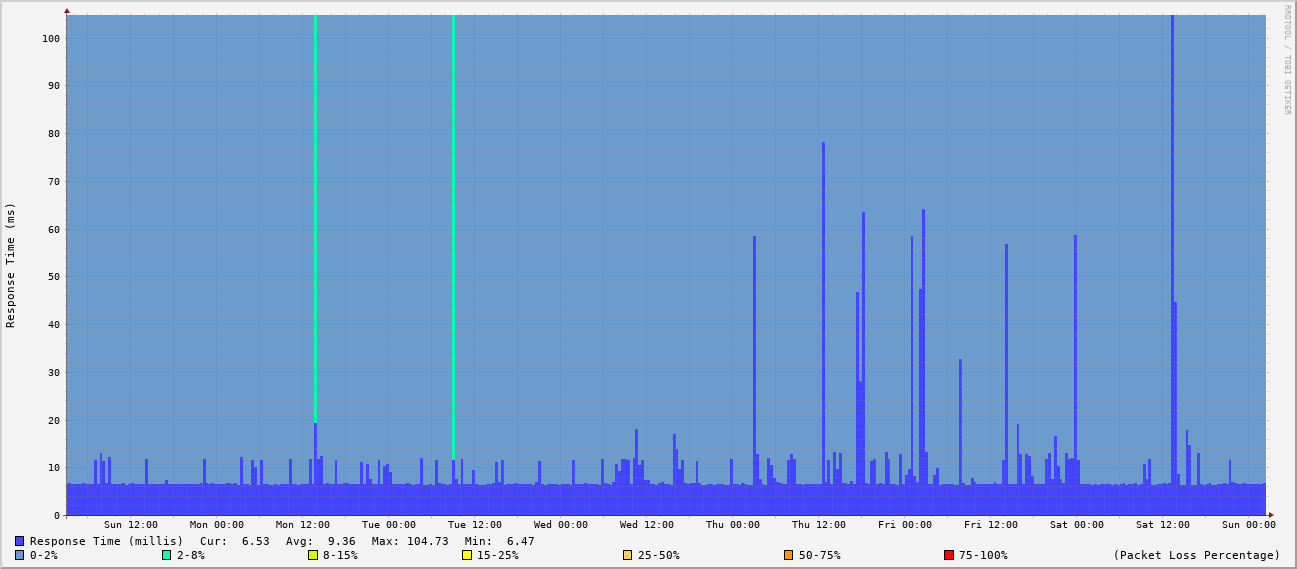 RRDTOOL / TOBI OETIKER
Response Time (ms)
100
90
80
70
60
50
40
30
20
10
0
Sun 12:00 Mon 00:00 Mon 12:00 Tue 00:00 Tue 12:00 Wed 00:00 Wed 12:00 Thu 00:00 Thu 12:00 Fri 00:00 Fri 12:00 Sat 00:00 Sat 12:00 Sun 00:00
Response Time (millis) Cur: 6.53 Avg: 9.36 Max: 104.73 Min: 6.47
0-2% 2-8% 8-15% 15-25% 25-50% 50-75% 75-100% (Packet Loss Percentage)